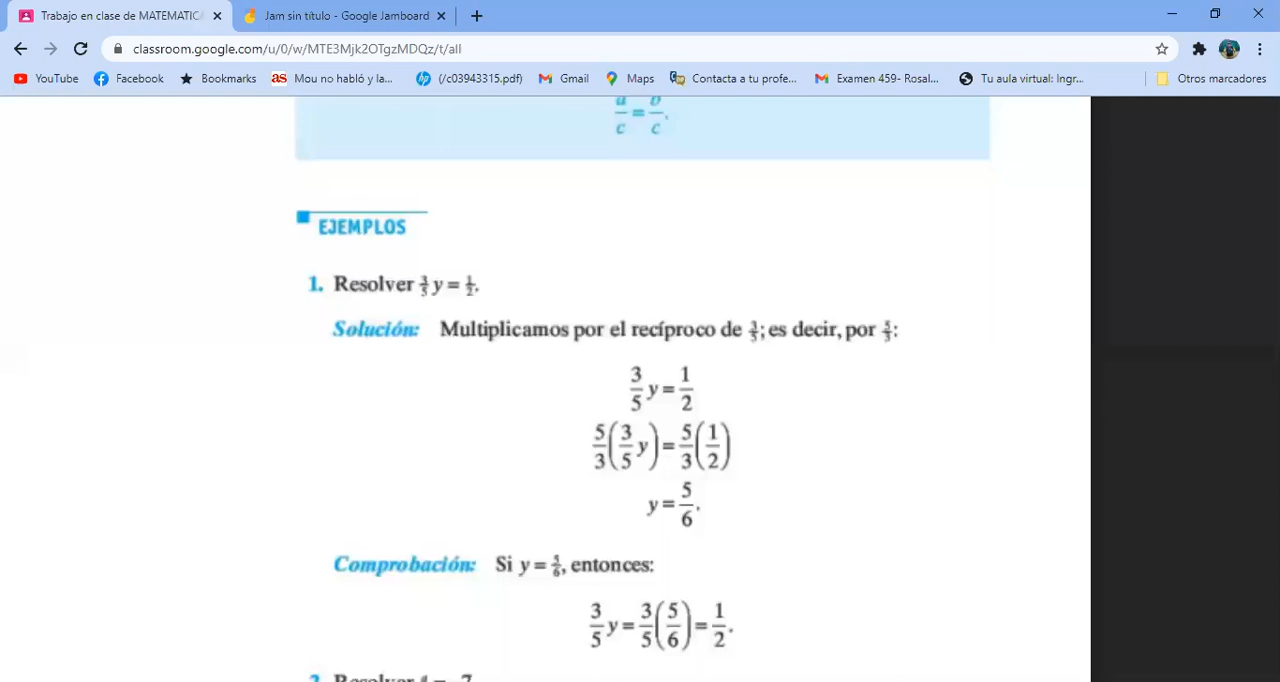 Trabajo en clase de MATEMATIC
Jam sin título - Google Jamboard
classroom.google.com/u/0/w/MTE3Mjk2OTgzMDQz/t/all
YouTube Facebook Bookmarks Mou no habló y la... (/c03943315.pdf) Gmail Maps Contacta a tu profe... Examen 459- Rosal... Tu aula virtual: Ingr... Otros marcadores
a/c = b/c.
EJEMPLOS
1. Resolver 3/5 y = 1/2.
Solución: Multiplicamos por el recíproco de 3/5; es decir, por 5/3:
3/5 y = 1/2
5/3(3/5 y) = 5/3(1/2)
y = 5/6.
Comprobación: Si y = 5/6, entonces:
3/5 y = 3/5(5/6) = 1/2.
2. Resolver